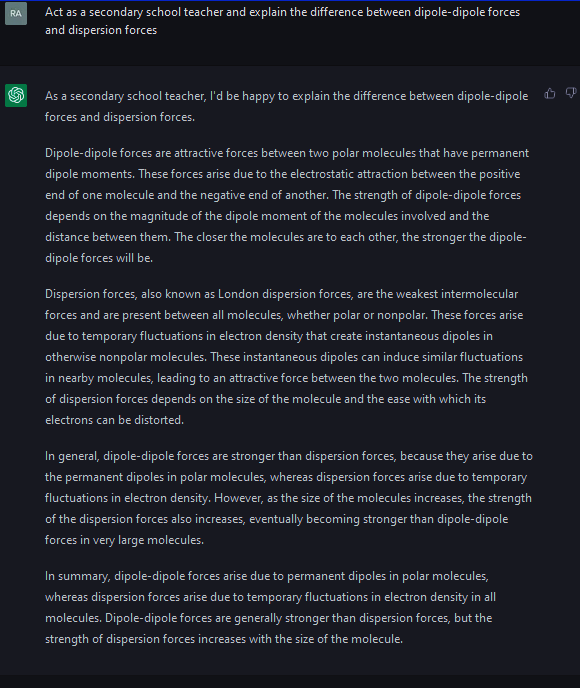 RA
Act as a secondary school teacher and explain the difference between dipole-dipole forces
and dispersion forces
As a secondary school teacher, I'd be happy to explain the difference between dipole-dipole
forces and dispersion forces.
Dipole-dipole forces are attractive forces between two polar molecules that have permanent
dipole moments. These forces arise due to the electrostatic attraction between the positive
end of one molecule and the negative end of another. The strength of dipole-dipole forces
depends on the magnitude of the dipole moment of the molecules involved and the
distance between them. The closer the molecules are to each other, the stronger the dipole-
dipole forces will be.
Dispersion forces, also known as London dispersion forces, are the weakest intermolecular
forces and are present between all molecules, whether polar or nonpolar. These forces arise
due to temporary fluctuations in electron density that create instantaneous dipoles in
otherwise nonpolar molecules. These instantaneous dipoles can induce similar fluctuations
in nearby molecules, leading to an attractive force between the two molecules. The strength
of dispersion forces depends on the size of the molecule and the ease with which its
electrons can be distorted.
In general, dipole-dipole forces are stronger than dispersion forces, because they arise due to
the permanent dipoles in polar molecules, whereas dispersion forces arise due to temporary
fluctuations in electron density. However, as the size of the molecules increases, the strength
of the dispersion forces also increases, eventually becoming stronger than dipole-dipole
forces in very large molecules.
In summary, dipole-dipole forces arise due to permanent dipoles in polar molecules,
whereas dispersion forces arise due to temporary fluctuations in electron density in all
molecules. Dipole-dipole forces are generally stronger than dispersion forces, but the
strength of dispersion forces increases with the size of the molecule.